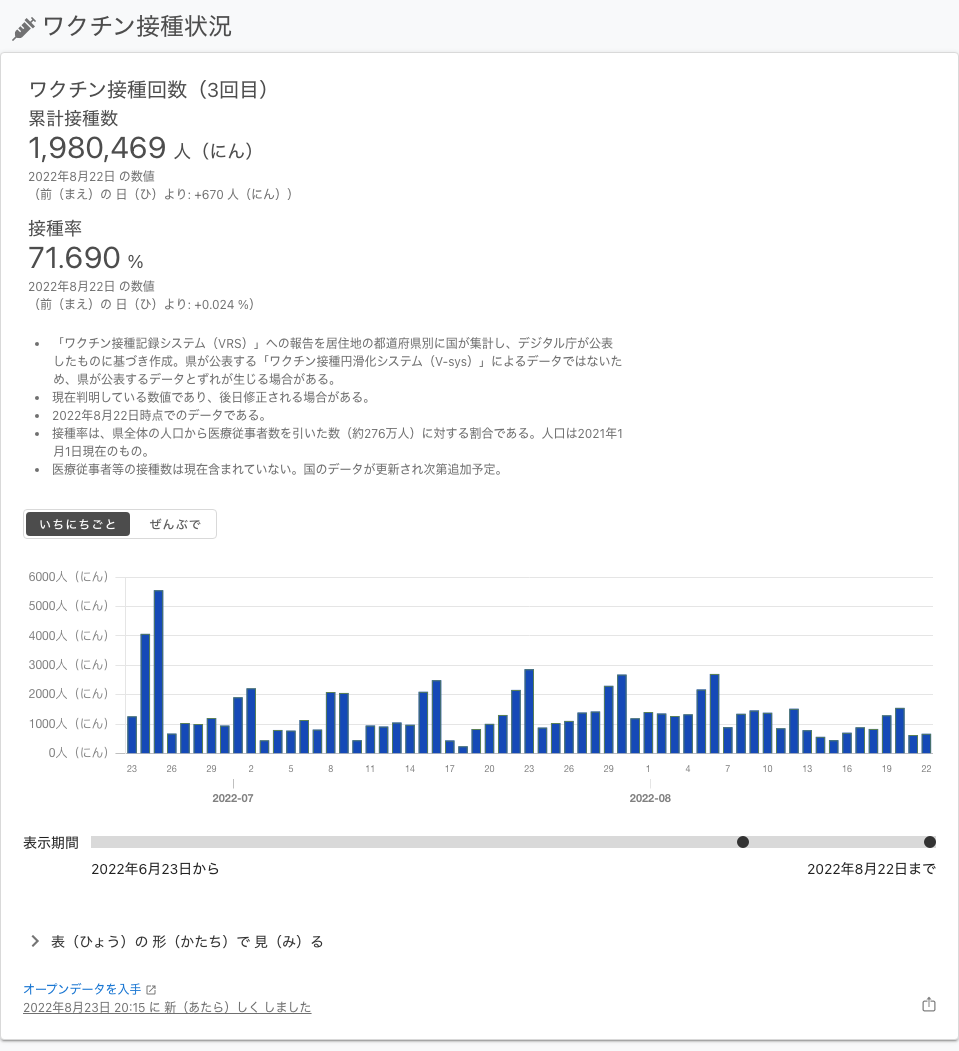 ワクチン接種状況
ワクチン接種回数（3回目）
累計接種数
1,980,469 人（にん）
2022年8月22日 の数値
（前（まえ）の 日（ひ）より: +670 人（にん））
接種率
71.690 %
2022年8月22日 の数値
（前（まえ）の 日（ひ）より: +0.024 %）
• 「ワクチン接種記録システム（VRS）」への報告を居住地の都道府県別に国が集計し、デジタル庁が公表
したものに基づき作成。県が公表する「ワクチン接種円滑化システム（V-sys）」によるデータではないた
め、県が公表するデータとずれが生じる場合がある。
• 現在判明している数値であり、後日修正される場合がある。
• 2022年8月22日時点でのデータである。
• 接種率は、県全体の人口から医療従事者数を引いた数（約276万人）に対する割合である。人口は2021年1
月1日現在のもの。
• 医療従事者等の接種数は現在含まれていない。国のデータが更新され次第追加予定。
いちにちごと ぜんぶで
6000人（にん）
5000人（にん）
4000人（にん）
3000人（にん）
2000人（にん）
1000人（にん）
0人（にん）
23 26 29 2 5 8 11 14 17 20 23 26 29 1 4 7 10 13 16 19 22
2022-07 2022-08
表示期間
2022年6月23日から 2022年8月22日まで
表（ひょう）の 形（かたち）で 見（み）る
オープンデータを入手
2022年8月23日 20:15 に 新（あたら）しく しました